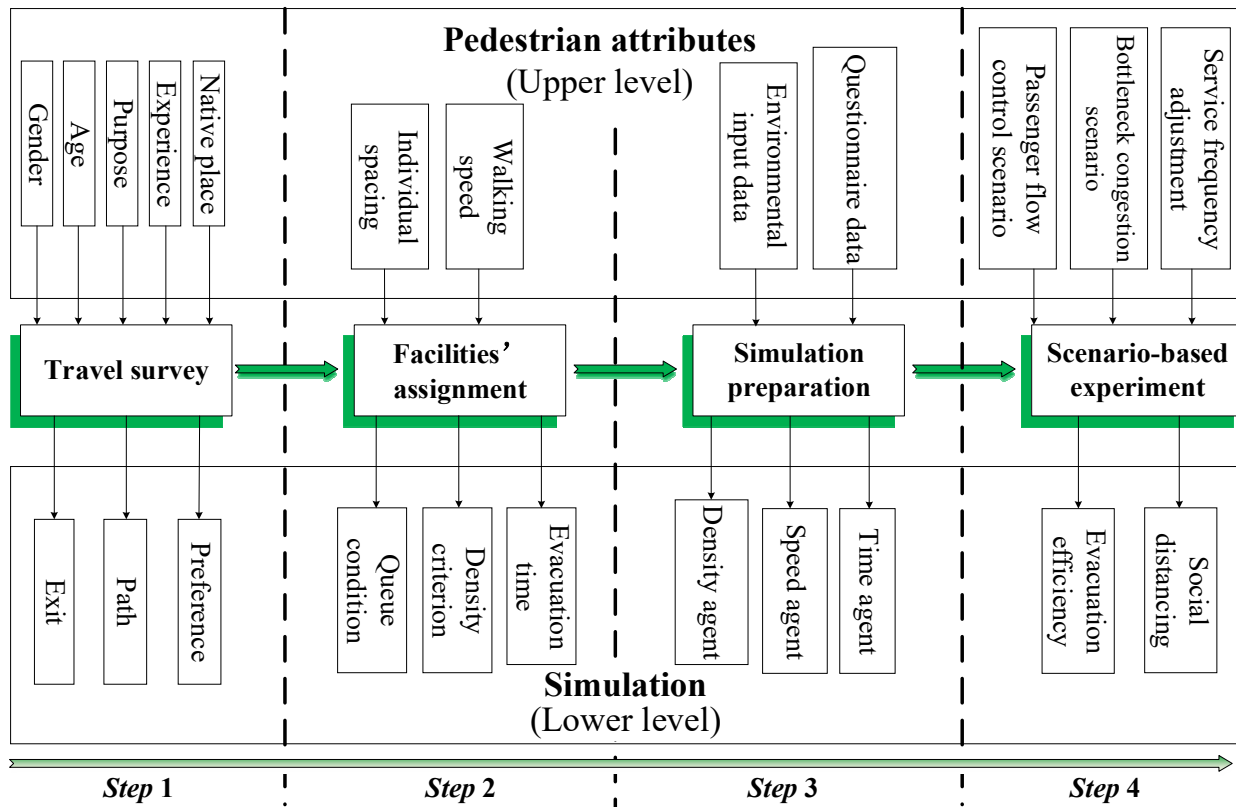 Pedestrian attributes
(Upper level)
Gender
Age
Purpose
Experience
Native place
Individual
spacing
Walking
speed
Environmental
input data
Questionnaire data
Passenger flow
control scenario
Bottleneck congestion
scenario
Service frequency
adjustment
Travel survey
Facilities’
assignment
Simulation
preparation
Scenario-based
experiment
Exit
Path
Preference
Queue
condition
Density
criterion
Evacuation
time
Density agent
Speed agent
Time agent
Evacuation
efficiency
Social
distancing
Simulation
(Lower level)
Step 1
Step 2
Step 3
Step 4